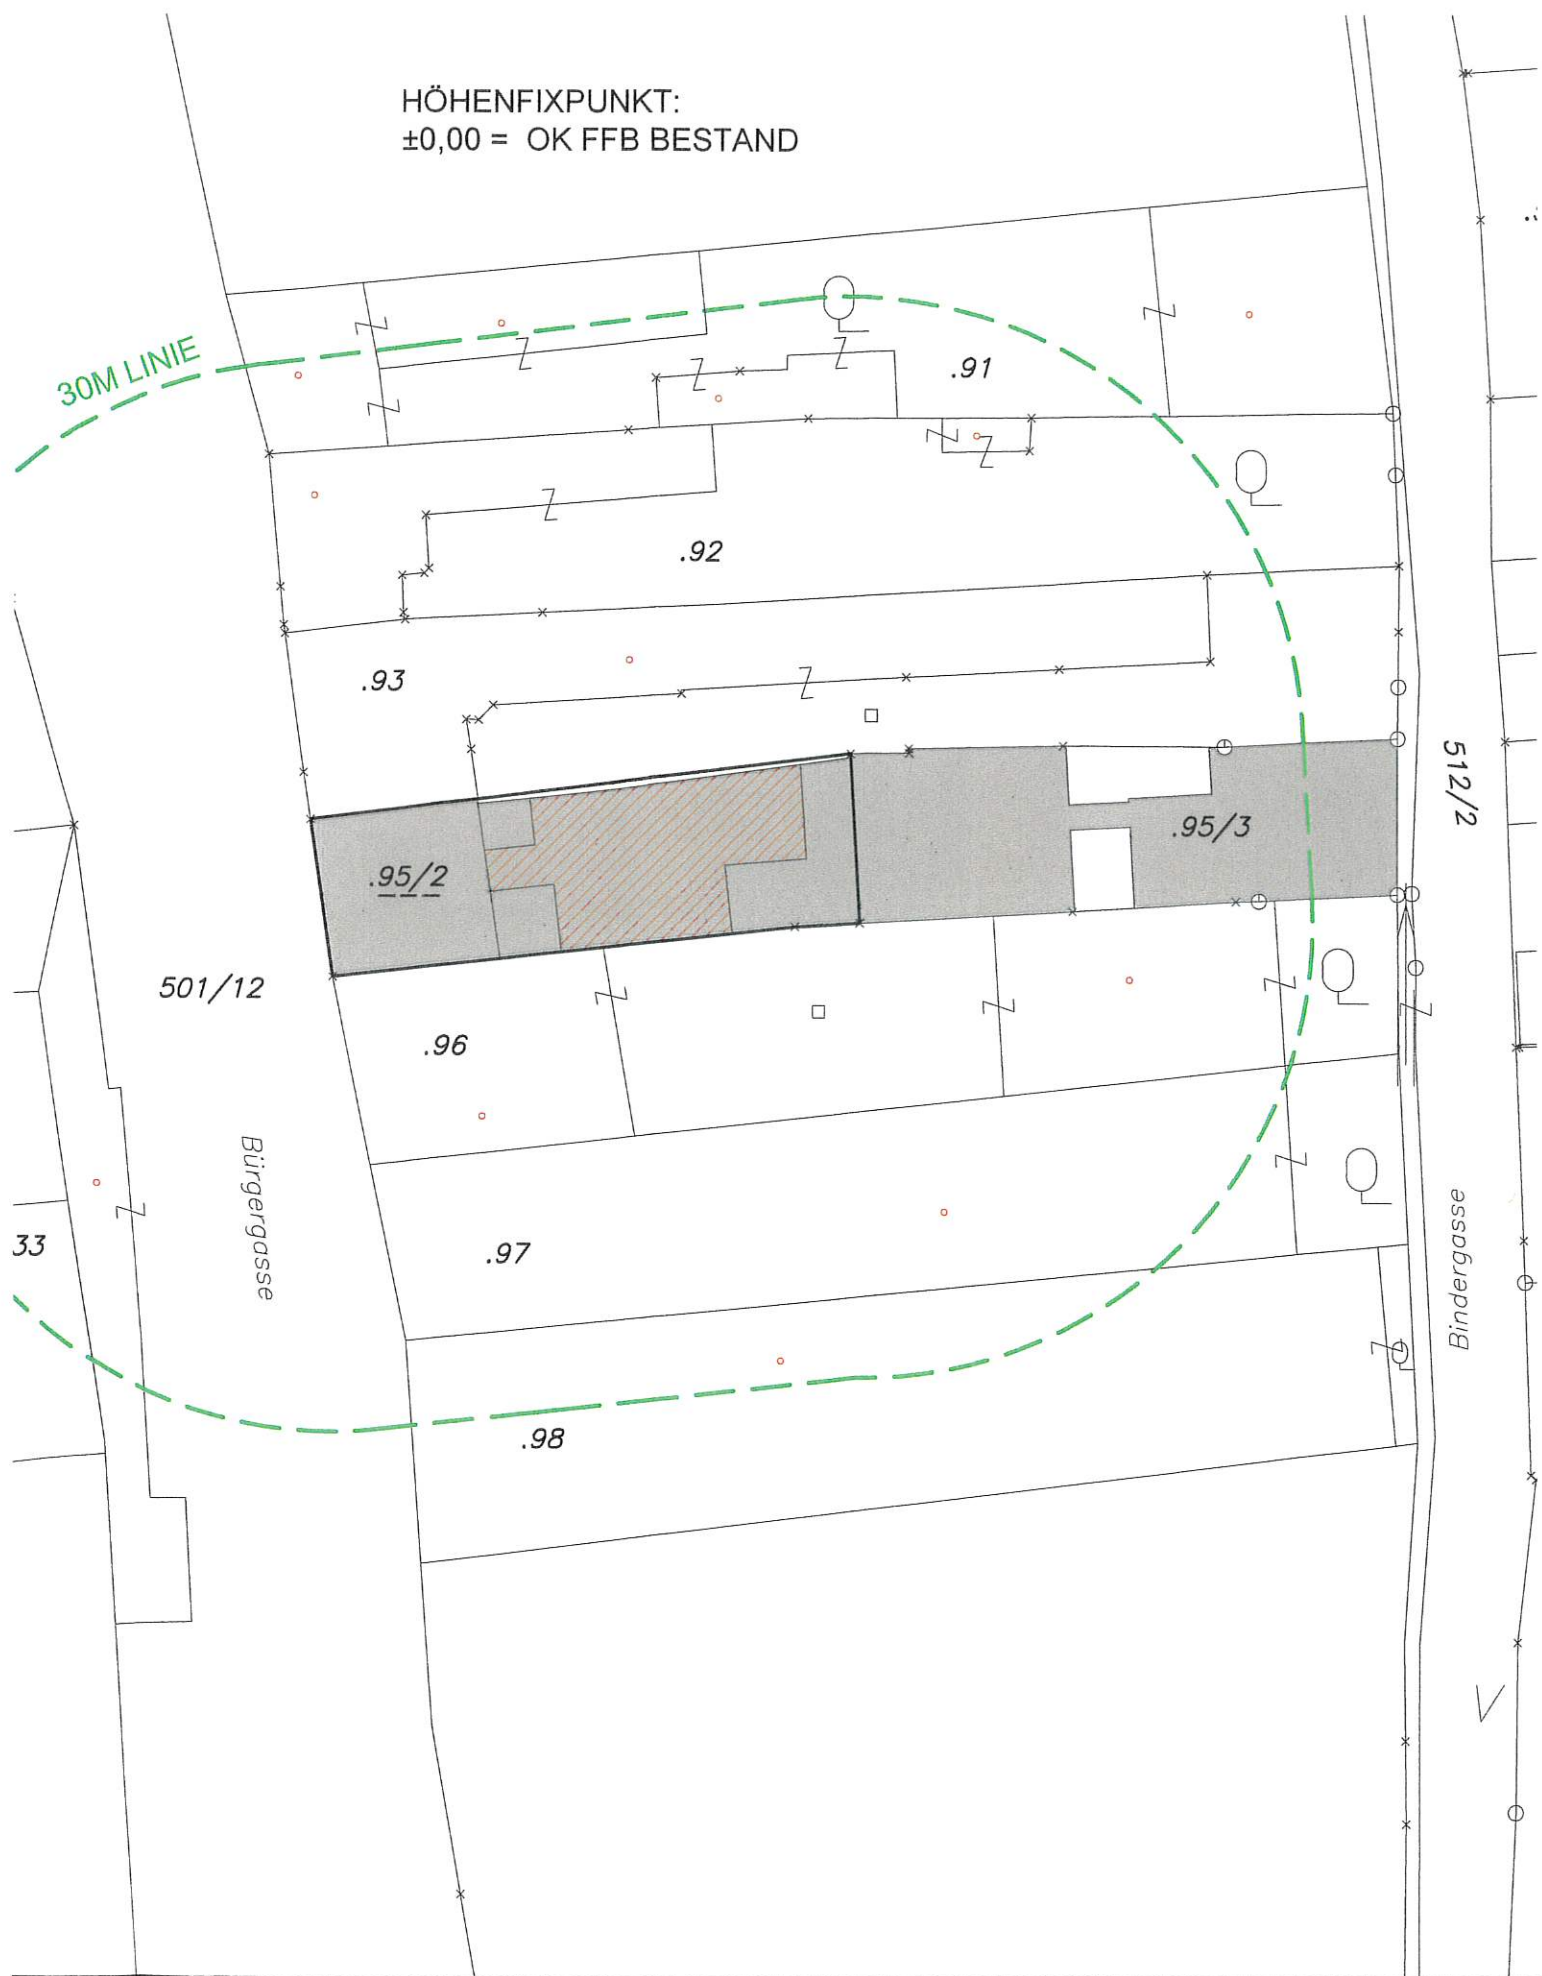 HÖHENFIXPUNKT:
±0,00 = OK FFB BESTAND
30M LINIE
.91
.92
.93
512/2
.95/3
.95/2
501/12
.96
Bürgergasse
33
.97
Bindergasse
.98